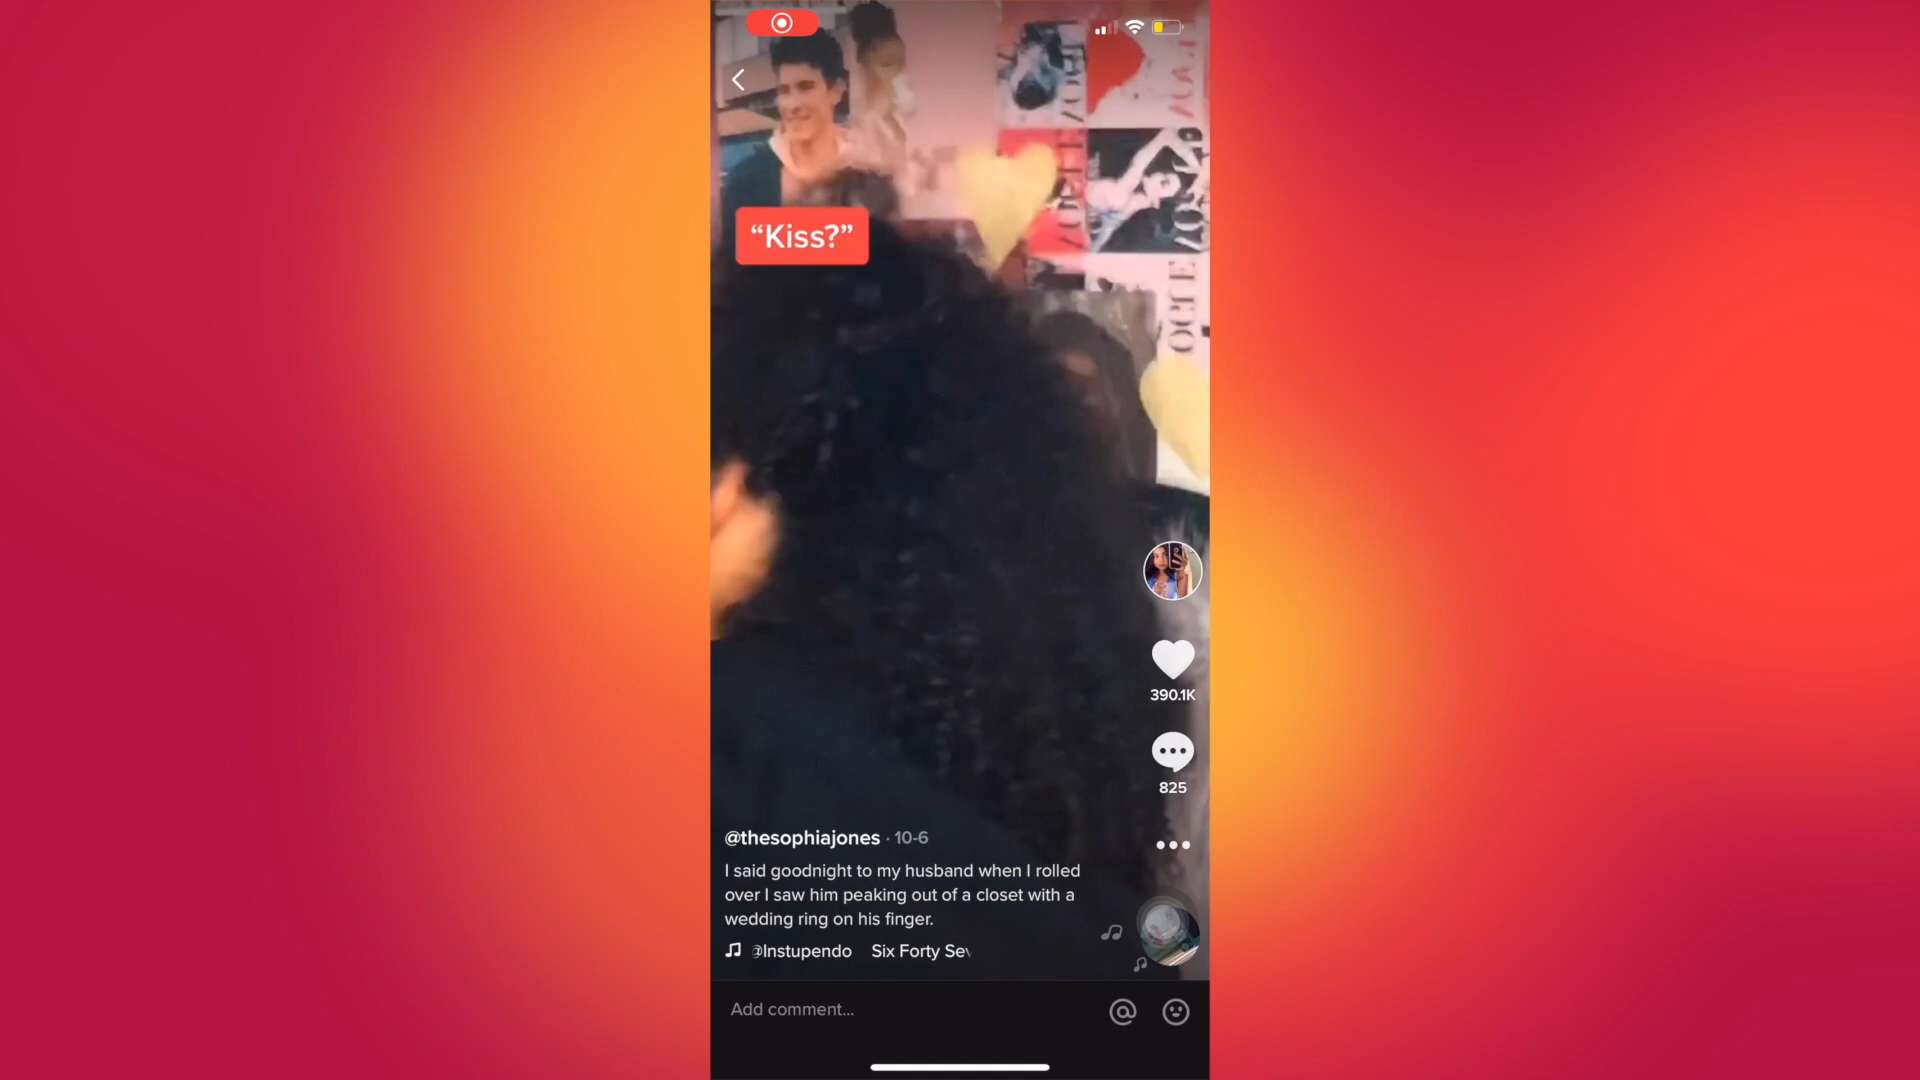 “Kiss?”
390.1K
825
@thesophiajones · 10-6
I said goodnight to my husband when I rolled
over I saw him peaking out of a closet with a
wedding ring on his finger.
@Instupendo Six Forty Sev
Add comment...